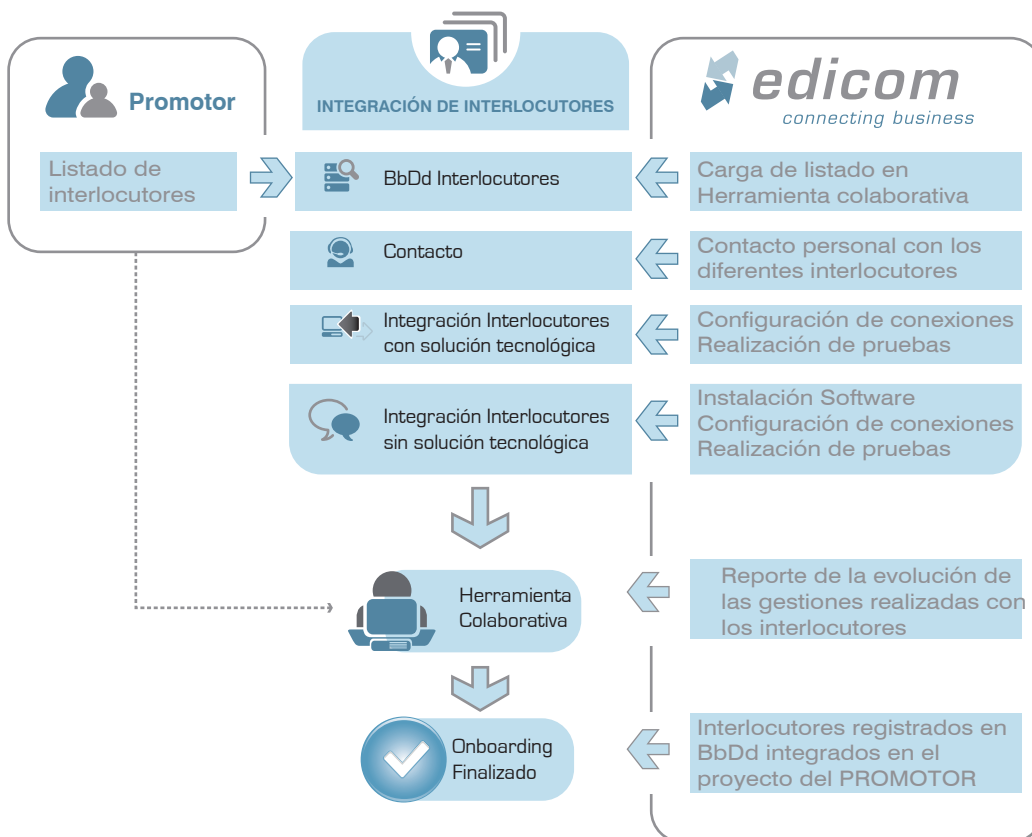 Promotor
Listado de
interlocutores
INTEGRACIÓN DE INTERLOCUTORES
BbDd Interlocutores
Contacto
Integración Interlocutores
con solución tecnológica
Integración Interlocutores
sin solución tecnológica
Herramienta
Colaborativa
Onboarding
Finalizado
edicom
connecting business
Carga de listado en
Herramienta colaborativa
Contacto personal con los
diferentes interlocutores
Configuración de conexiones
Realización de pruebas
Instalación Software
Configuración de conexiones
Realización de pruebas
Reporte de la evolución de
las gestiones realizadas con
los interlocutores
Interlocutores registrados en
BbDd integrados en el
proyecto del PROMOTOR